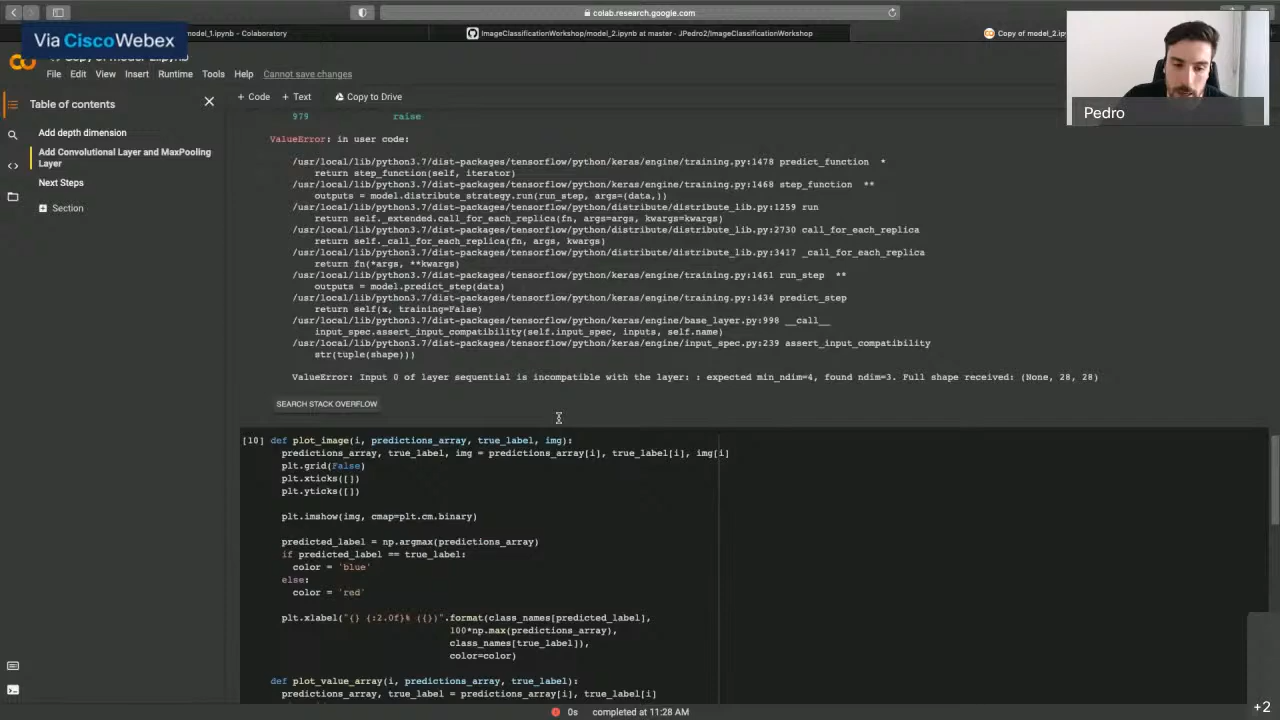 colab.research.google.com
Via CiscoWebex
model_1.ipynb - Colaboratory
ImageClassificationWorkshop/model_2.ipynb at master · JPedro2/ImageClassificationWorkshop
Copy of model_2.ip
Copy of model_2.ipynb
File Edit View Insert Runtime Tools Help Cannot save changes
Table of contents
+ Code + Text Copy to Drive
Pedro
Add depth dimension
Add Convolutional Layer and MaxPooling
Layer
Next Steps
Section
979 raise
ValueError: in user code:
/usr/local/lib/python3.7/dist-packages/tensorflow/python/keras/engine/training.py:1478 predict_function *
return step_function(self, iterator)
/usr/local/lib/python3.7/dist-packages/tensorflow/python/keras/engine/training.py:1468 step_function **
outputs = model.distribute_strategy.run(run_step, args=(data,))
/usr/local/lib/python3.7/dist-packages/tensorflow/python/distribute/distribute_lib.py:1259 run
return self._extended.call_for_each_replica(fn, args=args, kwargs=kwargs)
/usr/local/lib/python3.7/dist-packages/tensorflow/python/distribute/distribute_lib.py:2730 call_for_each_replica
return self._call_for_each_replica(fn, args, kwargs)
/usr/local/lib/python3.7/dist-packages/tensorflow/python/distribute/distribute_lib.py:3417 _call_for_each_replica
return fn(*args, **kwargs)
/usr/local/lib/python3.7/dist-packages/tensorflow/python/keras/engine/training.py:1461 run_step **
outputs = model.predict_step(data)
/usr/local/lib/python3.7/dist-packages/tensorflow/python/keras/engine/training.py:1434 predict_step
return self(x, training=False)
/usr/local/lib/python3.7/dist-packages/tensorflow/python/keras/engine/base_layer.py:998 __call__
input_spec.assert_input_compatibility(self.input_spec, inputs, self.name)
/usr/local/lib/python3.7/dist-packages/tensorflow/python/keras/engine/input_spec.py:239 assert_input_compatibility
str(tuple(shape)))
ValueError: Input 0 of layer sequential is incompatible with the layer: : expected min_ndim=4, found ndim=3. Full shape received: (None, 28, 28)
SEARCH STACK OVERFLOW
[10] def plot_image(i, predictions_array, true_label, img):
predictions_array, true_label, img = predictions_array[i], true_label[i], img[i]
plt.grid(False)
plt.xticks([])
plt.yticks([])
plt.imshow(img, cmap=plt.cm.binary)
predicted_label = np.argmax(predictions_array)
if predicted_label == true_label:
color = 'blue'
else:
color = 'red'
plt.xlabel("{} {:2.0f}% ({})".format(class_names[predicted_label],
100*np.max(predictions_array),
class_names[true_label]),
color=color)
def plot_value_array(i, predictions_array, true_label):
predictions_array, true_label = predictions_array[i], true_label[i]
0s completed at 11:28 AM
+2